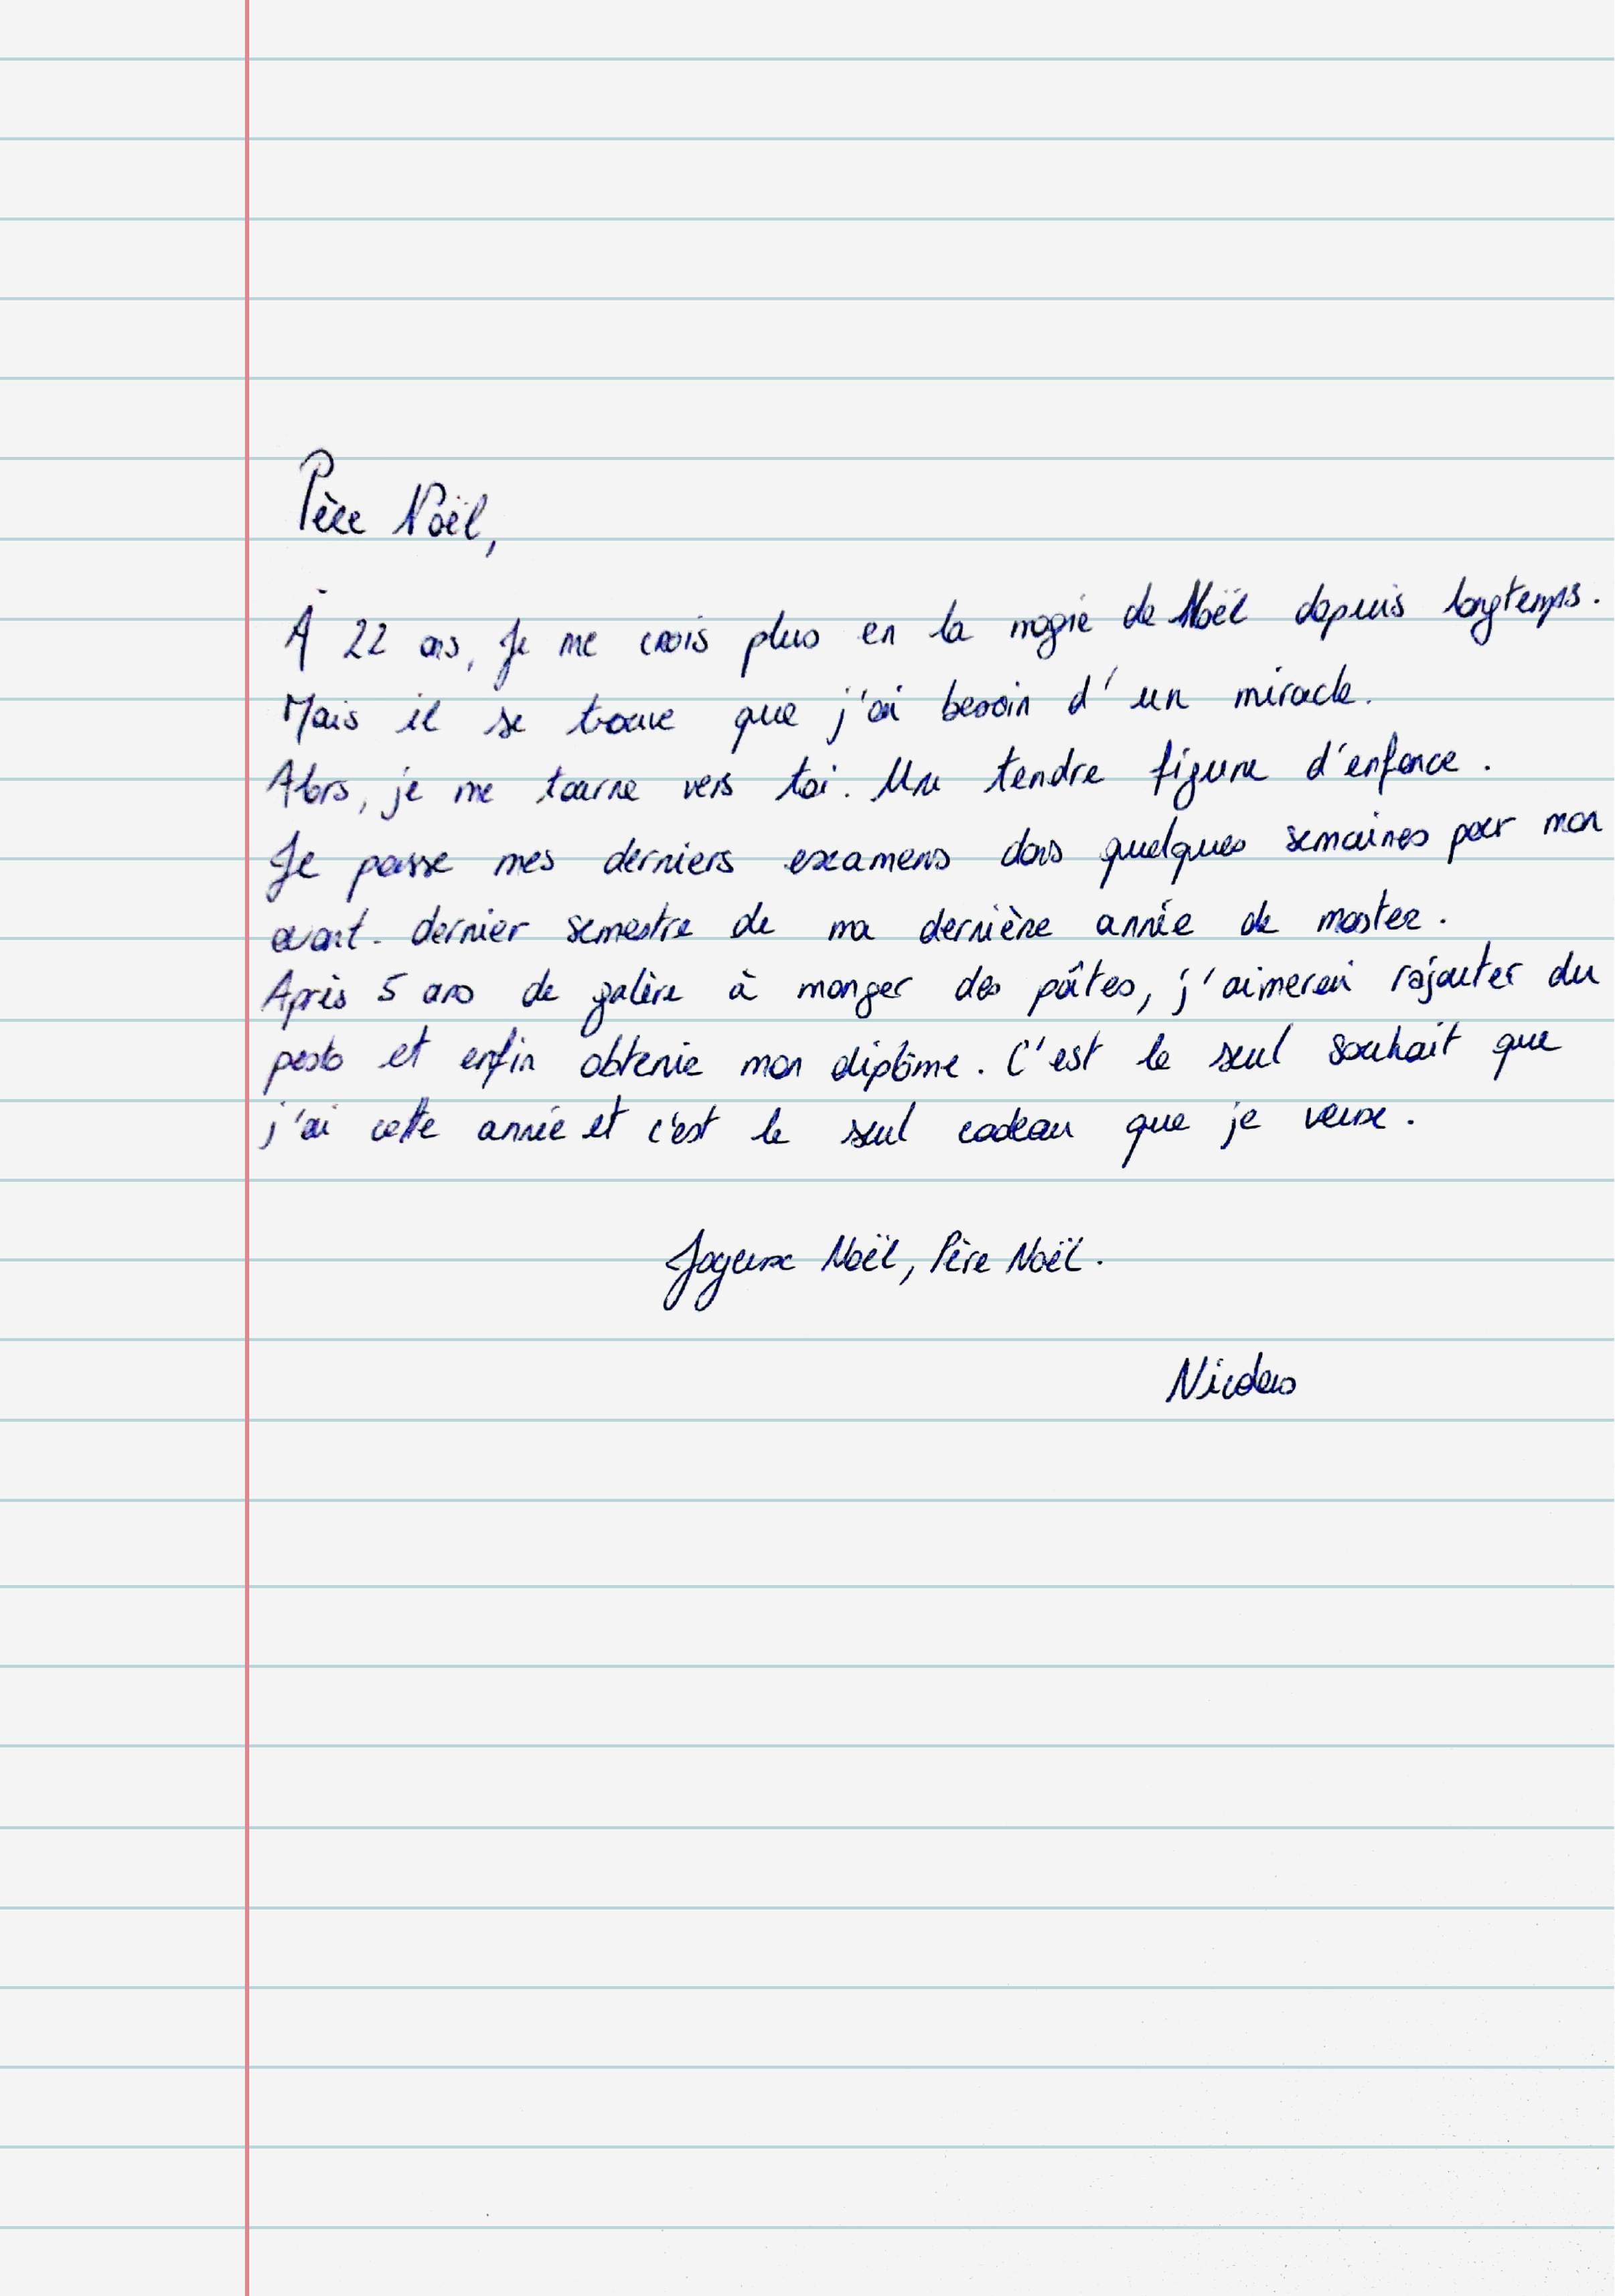 Père Noël,
À 22 ans, je me crois plus en la magie de Noël depuis longtemps.
Mais il se trouve que j'ai besoin d'un miracle.
Alors, je me tourne vers toi. Une tendre figure d'enfance.
Je passe mes derniers examens dans quelques semaines pour mon
avant-dernier semestre de ma dernière année de master.
Après 5 ans de galère à manger des pâtes, j'aimerai rajouter du
pesto et enfin obtenir mon diplôme. C'est le seul souhait que
j'ai cette année et c'est le seul cadeau que je veux.
Joyeux Noël, Père Noël.
Nicolas